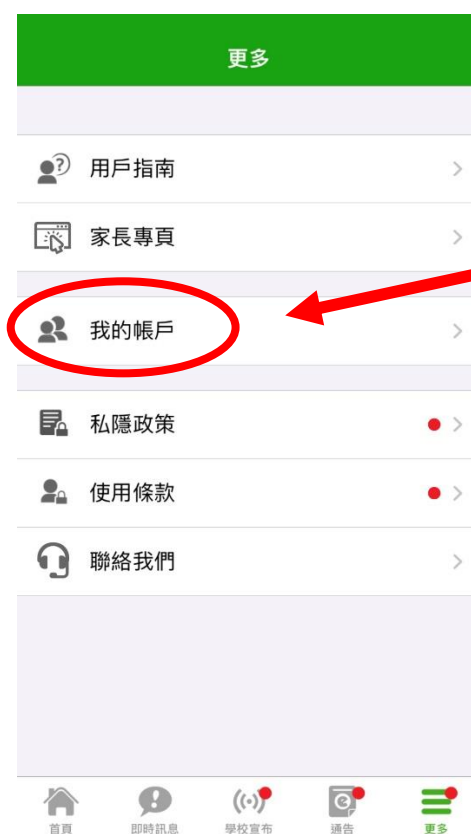 更多
用戶指南
家長專頁
我的帳戶
私隱政策
使用條款
聯絡我們
首頁
即時訊息
學校宣布
通告
更多